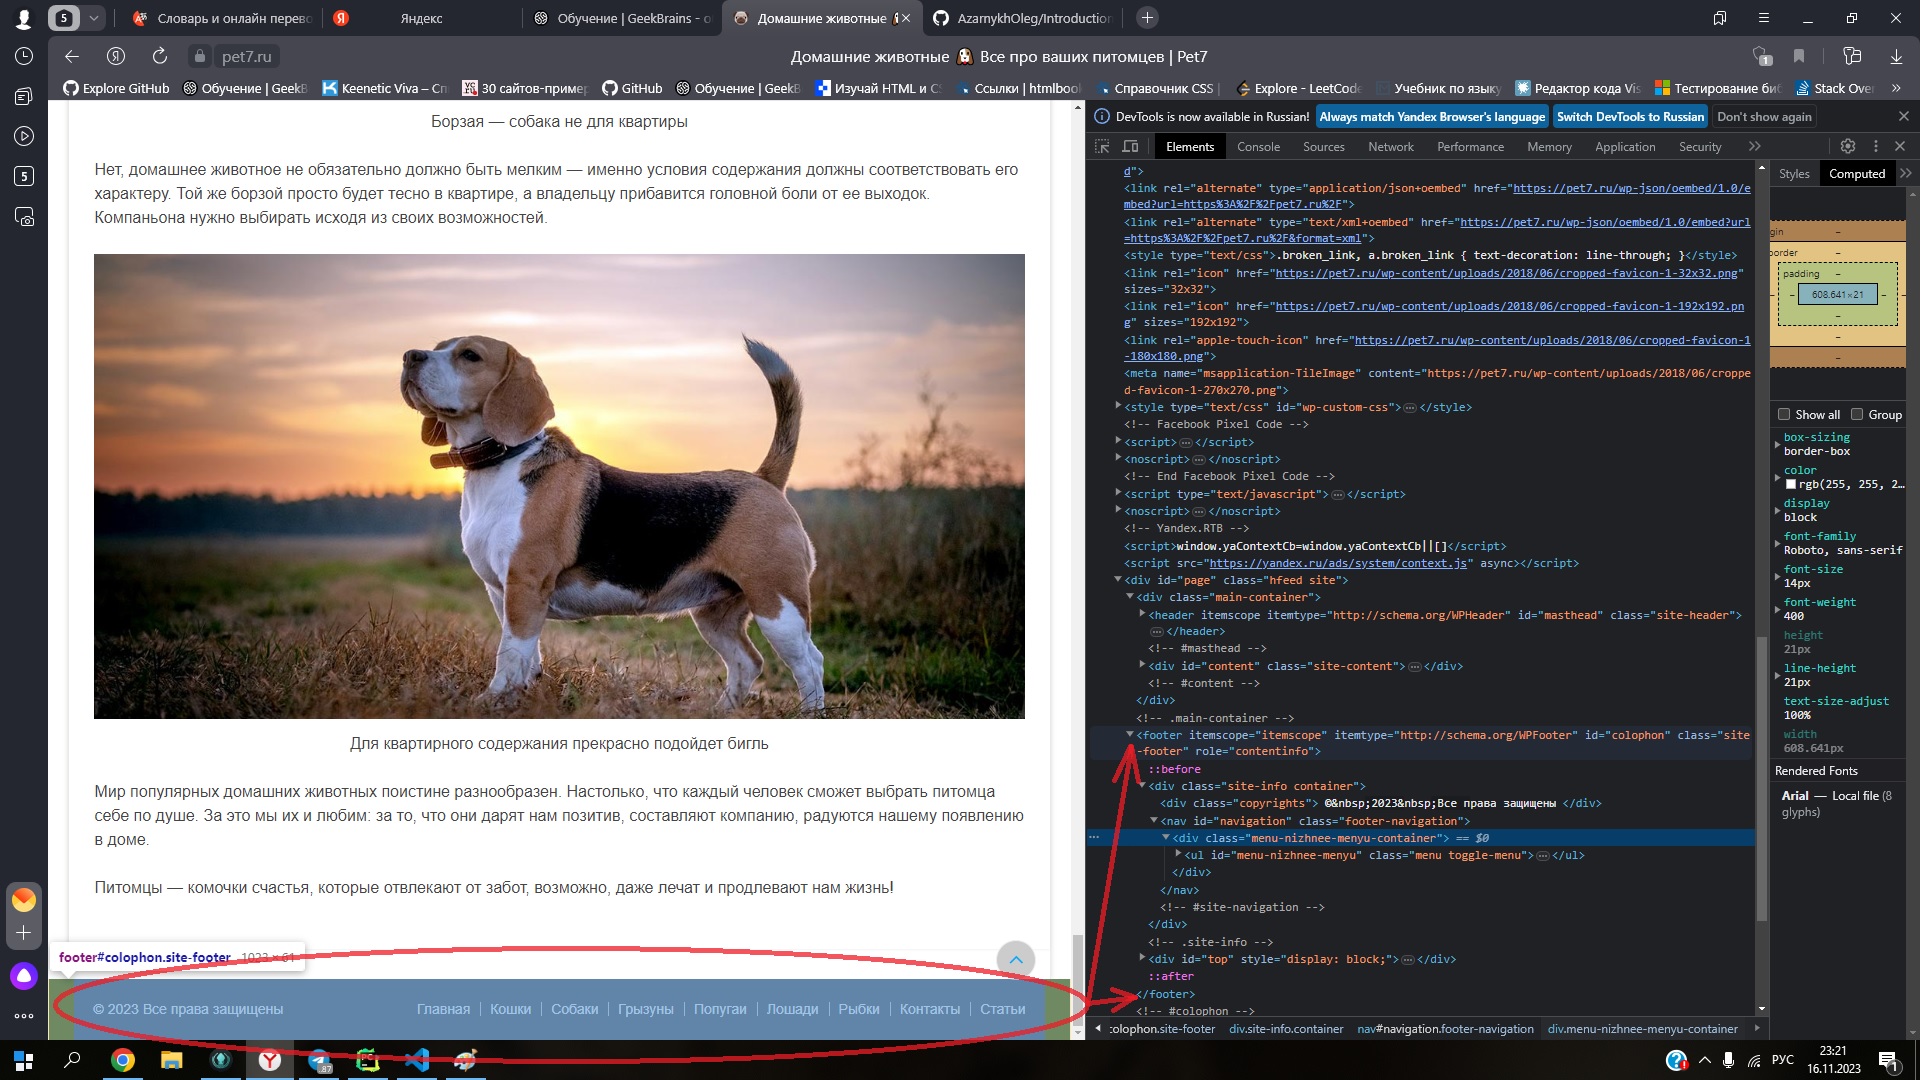 5
Словарь и онлайн перево
Яндекс
Обучение | GeekBrains - о
Домашние животные
AzarnykhOleg/Introduction
pet7.ru
Домашние животные Все про ваших питомцев | Pet7
1
Explore GitHub
Обучение | GeekB
Keenetic Viva – Сп
30 сайтов-пример
GitHub
Обучение | GeekB
Изучай HTML и C
Ссылки | htmlbook
Справочник CSS |
Explore - LeetCode
Учебник по языку
Редактор кода Vis
Тестирование биб
Stack Over
5
Борзая — собака не для квартиры
Нет, домашнее животное не обязательно должно быть мелким — именно условия содержания должны соответствовать его
характеру. Той же борзой просто будет тесно в квартире, а владельцу прибавится головной боли от ее выходок.
Компаньона нужно выбирать исходя из своих возможностей.
Для квартирного содержания прекрасно подойдет бигль
Мир популярных домашних животных поистине разнообразен. Настолько, что каждый человек сможет выбрать питомца
себе по душе. За это мы их и любим: за то, что они дарят нам позитив, составляют компанию, радуются нашему появлению
в доме.
Питомцы — комочки счастья, которые отвлекают от забот, возможно, даже лечат и продлевают нам жизнь!
footer#colophon.site-footer 1023 × 61
© 2023 Все права защищены
Главная | Кошки | Собаки | Грызуны | Попугаи | Лошади | Рыбки | Контакты | Статьи
DevTools is now available in Russian!
Always match Yandex Browser's language
Switch DevTools to Russian
Don't show again
Elements Console Sources Network Performance Memory Application Security
d">
<link rel="alternate" type="application/json+oembed" href="https://pet7.ru/wp-json/oembed/1.0/e
mbed?url=https%3A%2F%2Fpet7.ru%2F">
<link rel="alternate" type="text/xml+oembed" href="https://pet7.ru/wp-json/oembed/1.0/embed?url
=https%3A%2F%2Fpet7.ru%2F&format=xml">
<style type="text/css">.broken_link, a.broken_link { text-decoration: line-through; }</style>
<link rel="icon" href="https://pet7.ru/wp-content/uploads/2018/06/cropped-favicon-1-32x32.png"
sizes="32x32">
<link rel="icon" href="https://pet7.ru/wp-content/uploads/2018/06/cropped-favicon-1-192x192.pn
g" sizes="192x192">
<link rel="apple-touch-icon" href="https://pet7.ru/wp-content/uploads/2018/06/cropped-favicon-1
-180x180.png">
<meta name="msapplication-TileImage" content="https://pet7.ru/wp-content/uploads/2018/06/croppe
d-favicon-1-270x270.png">
<style type="text/css" id="wp-custom-css">…</style>
<!-- Facebook Pixel Code -->
<script>…</script>
<noscript>…</noscript>
<!-- End Facebook Pixel Code -->
<script type="text/javascript">…</script>
<noscript>…</noscript>
<!-- Yandex.RTB -->
<script>window.yaContextCb=window.yaContextCb||[]</script>
<script src="https://yandex.ru/ads/system/context.js" async></script>
<div id="page" class="hfeed site">
<div class="main-container">
<header itemscope itemtype="http://schema.org/WPHeader" id="masthead" class="site-header">
…</header>
<!-- #masthead -->
<div id="content" class="site-content">…</div>
<!-- #content -->
</div>
<!-- .main-container -->
<footer itemscope="itemscope" itemtype="http://schema.org/WPFooter" id="colophon" class="site
-footer" role="contentinfo">
::before
<div class="site-info container">
<div class="copyrights"> ©&nbsp;2023&nbsp;Все права защищены </div>
<nav id="navigation" class="footer-navigation">
<div class="menu-nizhnee-menyu-container"> == $0
<ul id="menu-nizhnee-menyu" class="menu toggle-menu">…</ul>
</div>
</nav>
<!-- #site-navigation -->
</div>
<!-- .site-info -->
<div id="top" style="display: block;">…</div>
::after
</footer>
<!-- #colophon -->
colophon.site-footer div.site-info.container nav#navigation.footer-navigation div.menu-nizhnee-menyu-container
Styles Computed
gin –
border –
padding –
– 608.641×21 –
–
–
–
Show all Group
box-sizing
border-box
color
rgb(255, 255, 2…
display
block
font-family
Roboto, sans-serif
font-size
14px
font-weight
400
height
21px
line-height
21px
text-size-adjust
100%
width
608.641px
Rendered Fonts
Arial — Local file (8
glyphs)
87
РУС
23:21
16.11.2023
1